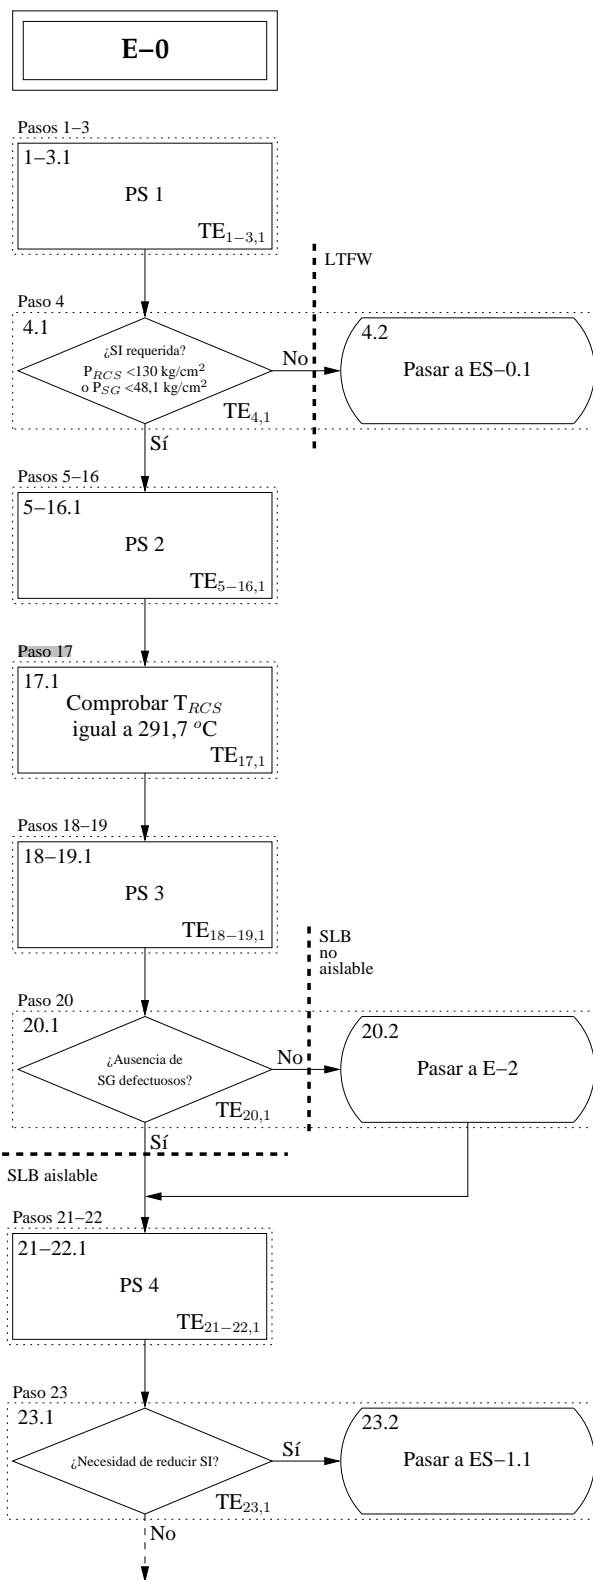 E–0
Pasos 1–3
1–3.1
PS 1
TE1−3,1
LTFW
Paso 4
4.1
¿SI requerida?
PRCS <130 kg/cm2
o PSG <48,1 kg/cm2
TE4,1
No
4.2
Pasar a ES–0.1
Sí
Pasos 5–16
5–16.1
PS 2
TE5−16,1
Paso 17
17.1
Comprobar TRCS
igual a 291,7 oC
TE17,1
Pasos 18–19
18–19.1
PS 3
TE18−19,1
SLB
no
aislable
Paso 20
20.1
¿Ausencia de
SG defectuosos?
TE20,1
No
20.2
Pasar a E–2
Sí
SLB aislable
Pasos 21–22
21–22.1
PS 4
TE21−22,1
Paso 23
23.1
¿Necesidad de reducir SI?
TE23,1
Sí
23.2
Pasar a ES–1.1
No